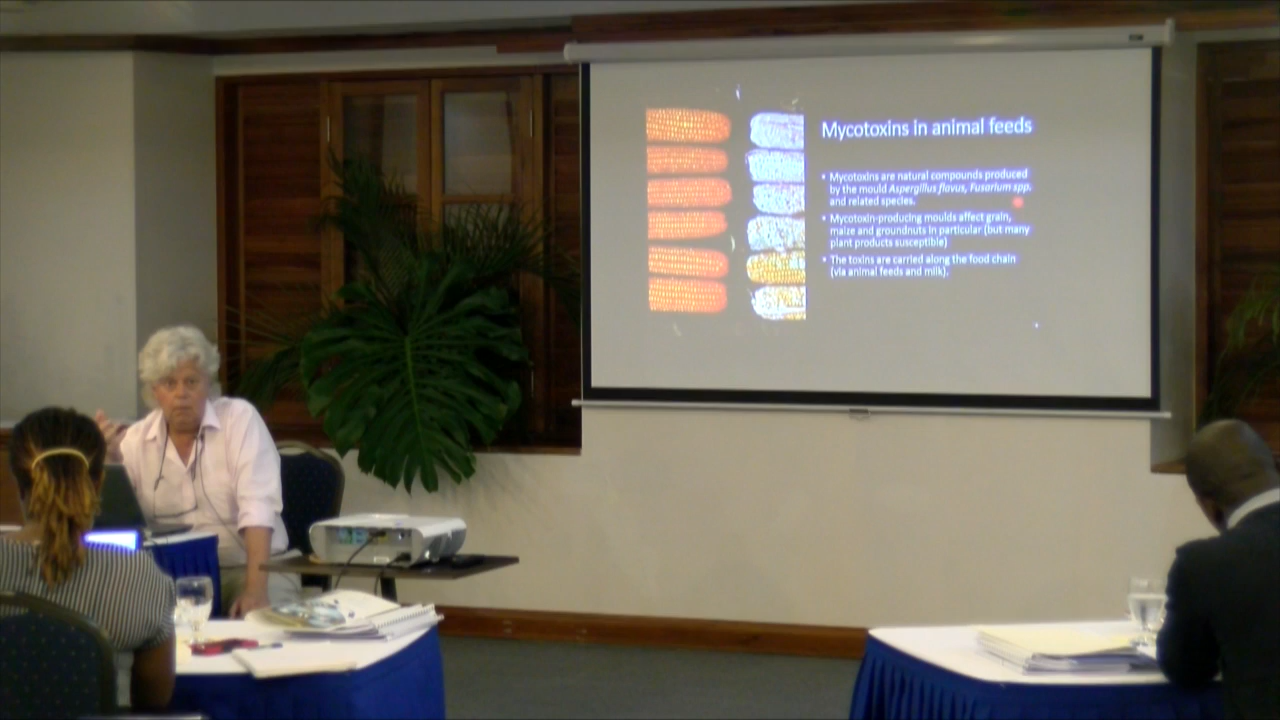 Mycotoxins in animal feeds
• Mycotoxins are natural compounds produced
by the mould Aspergillus flavus, Fusarium spp.
and related species.
• Mycotoxin-producing moulds affect grain,
maize and groundnuts in particular (but many
plant products susceptible)
• The toxins are carried along the food chain
(via animal feeds and milk).